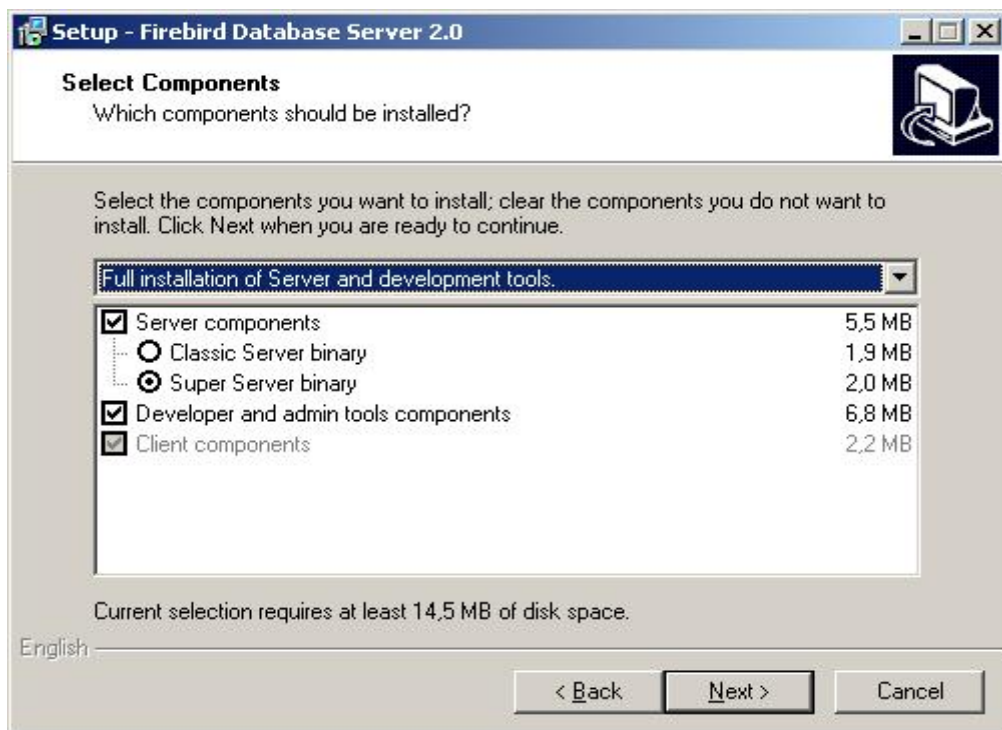 Setup - Firebird Database Server 2.0
Select Components
Which components should be installed?
Select the components you want to install; clear the components you do not want to
install. Click Next when you are ready to continue.
Full installation of Server and development tools.
Server components 5,5 MB
Classic Server binary 1,9 MB
Super Server binary 2,0 MB
Developer and admin tools components 6,8 MB
Client components 2,2 MB
Current selection requires at least 14,5 MB of disk space.
English
< Back Next > Cancel